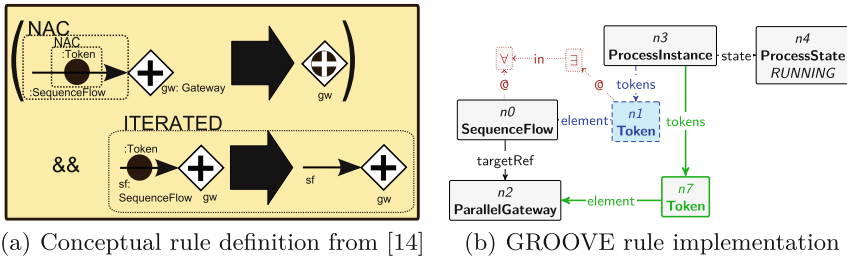 NAC
NAC
:Token
gw: Gateway
:SequenceFlow
gw
ITERATED
&&
:Token
sf:
SequenceFlow
gw
sf
gw
(a) Conceptual rule definition from [14]
n3
ProcessInstance
state
n4
ProcessState
RUNNING
∀
in
∃
@
@
tokens
n0
SequenceFlow
element
n1
Token
tokens
targetRef
n2
ParallelGateway
element
n7
Token
(b) GROOVE rule implementation